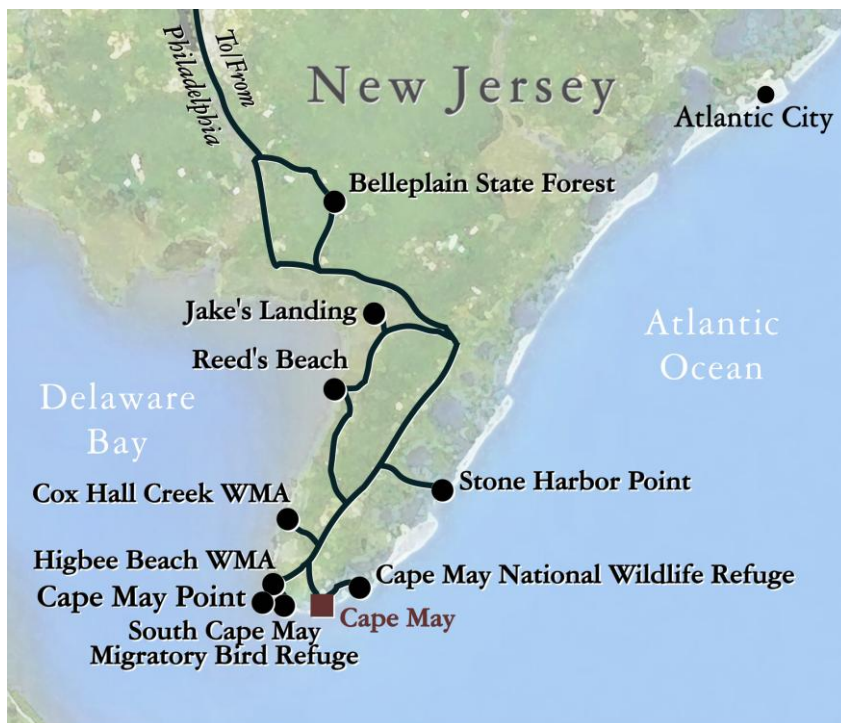 To/From
Philadelphia
New Jersey
Atlantic City
Belleplain State Forest
Jake's Landing
Atlantic
Ocean
Reed's Beach
Delaware
Bay
Stone Harbor Point
Cox Hall Creek WMA
Higbee Beach WMA
Cape May National Wildlife Refuge
Cape May Point
Cape May
South Cape May
Migratory Bird Refuge